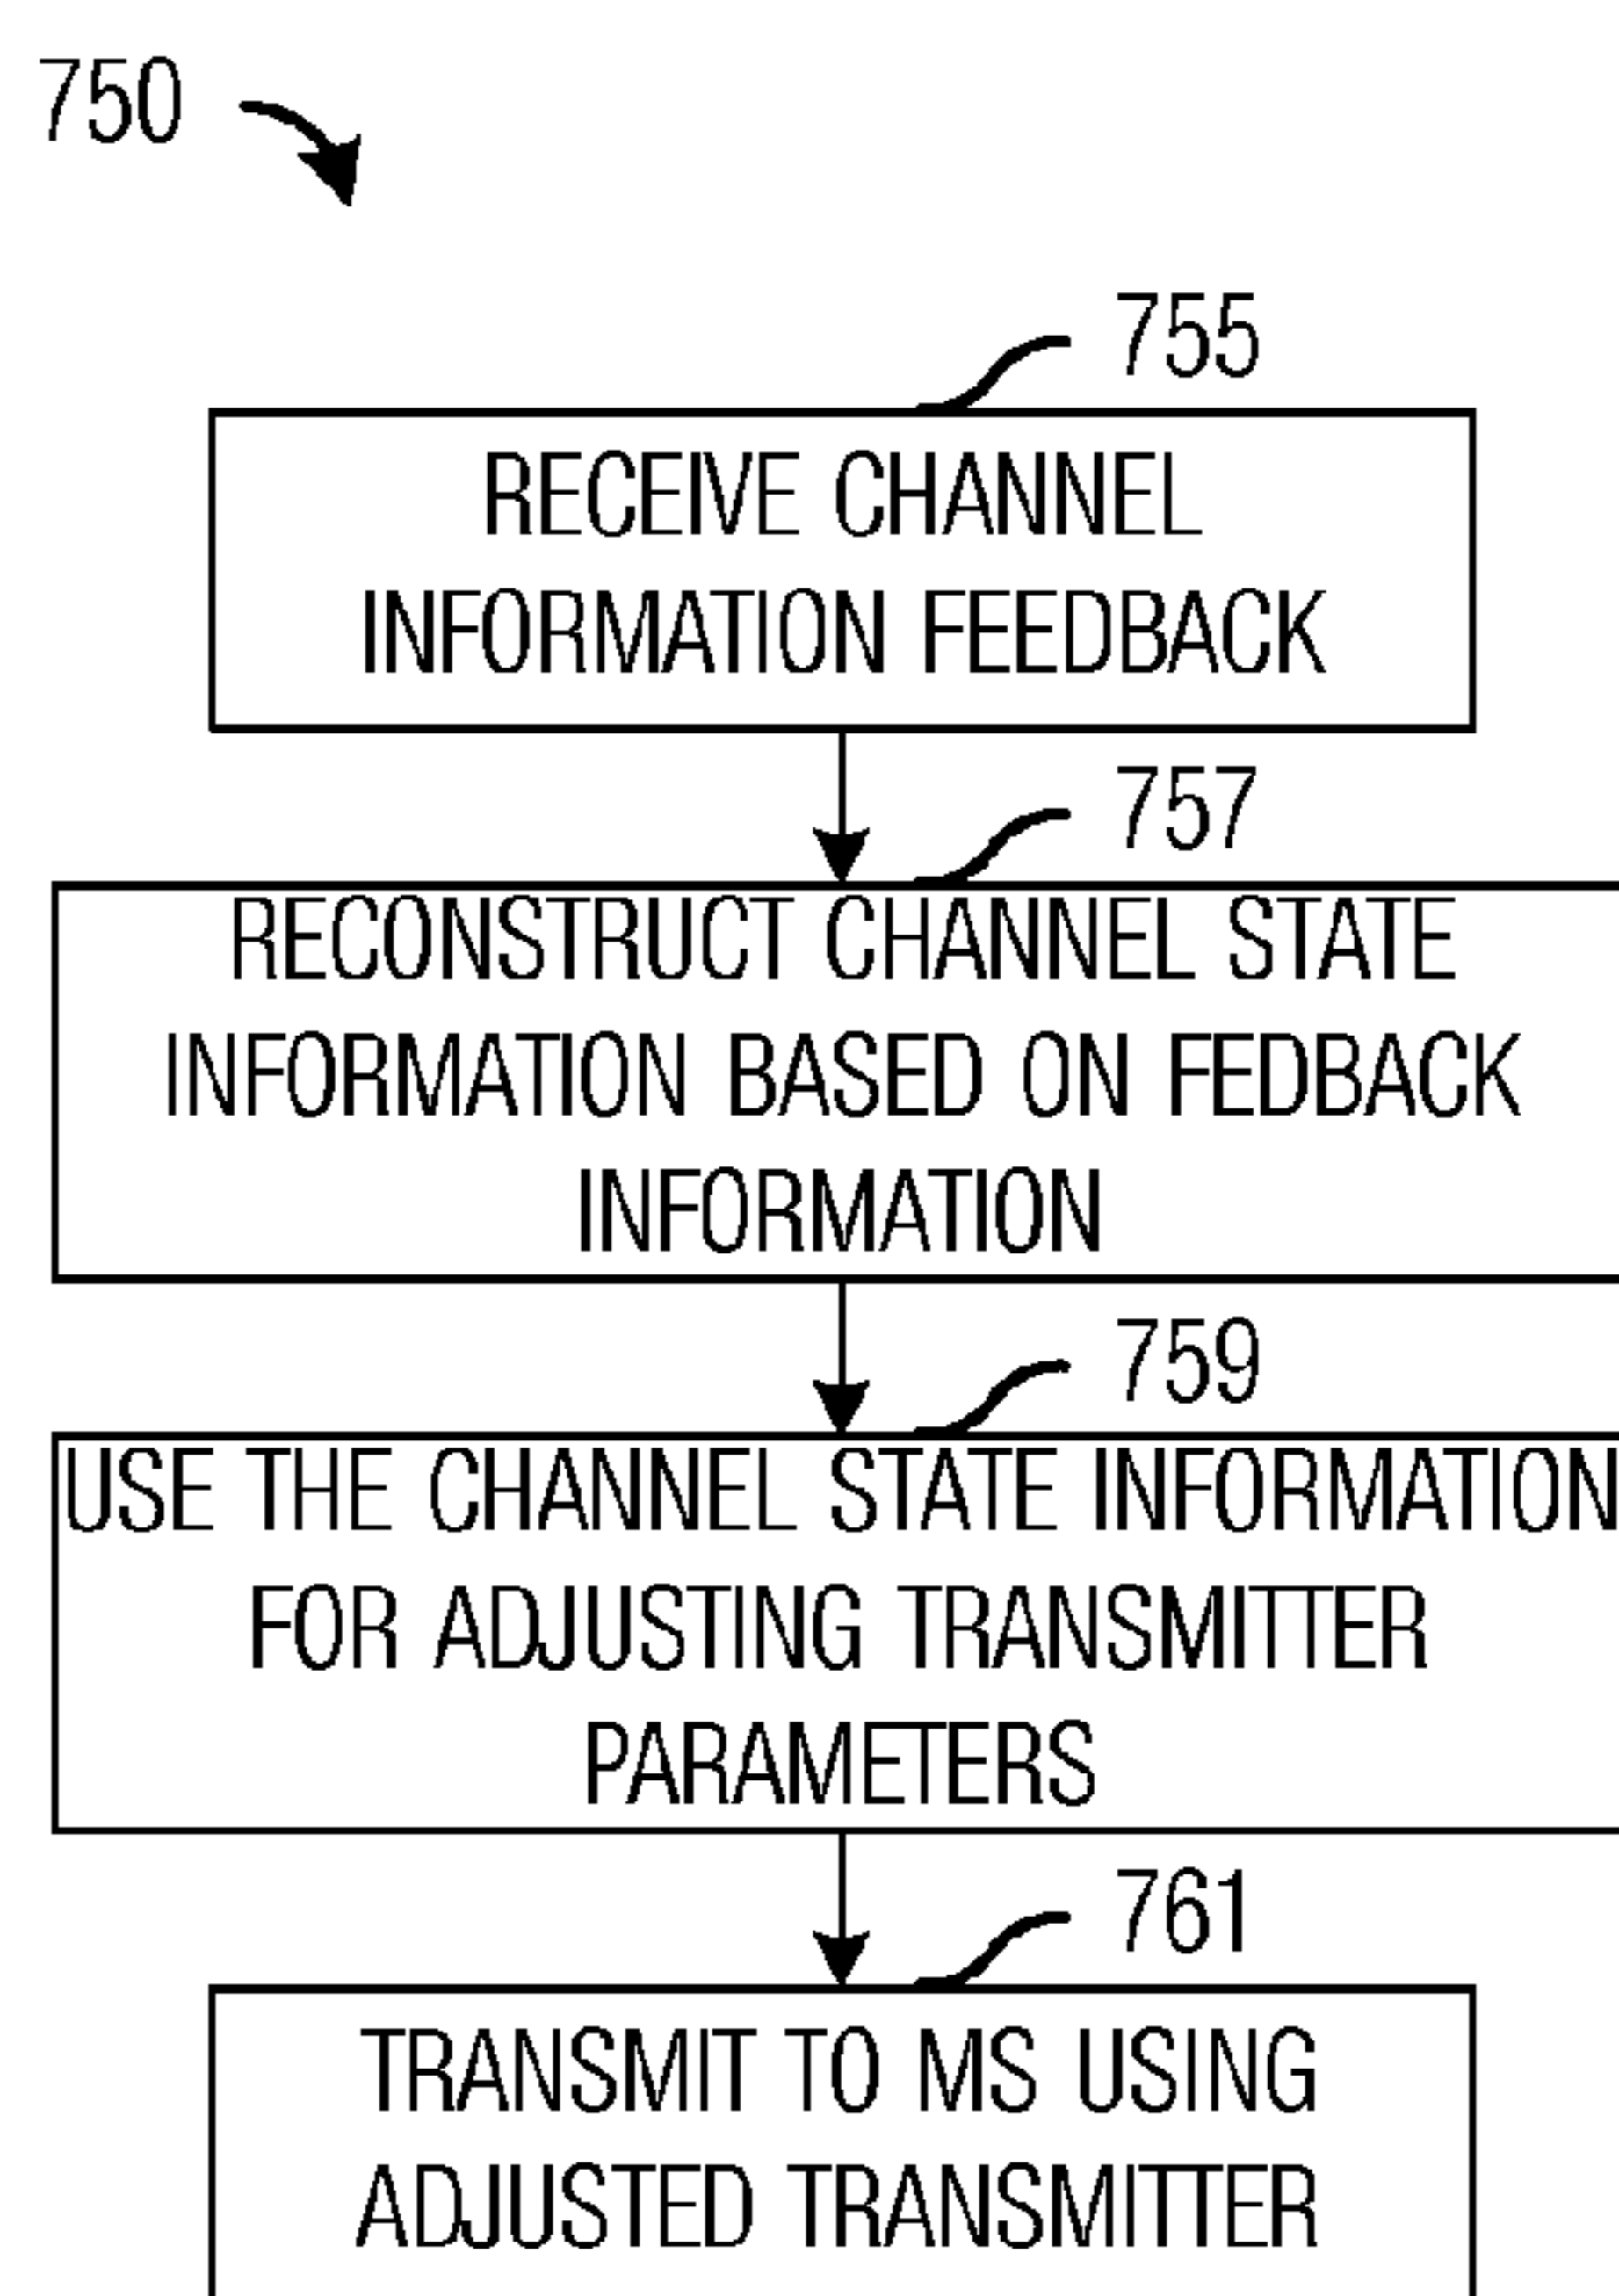 750
755
RECEIVE CHANNEL
INFORMATION FEEDBACK
757
RECONSTRUCT CHANNEL STATE
INFORMATION BASED ON FEDBACK
INFORMATION
759
USE THE CHANNEL STATE INFORMATION
FOR ADJUSTING TRANSMITTER
PARAMETERS
761
TRANSMIT TO MS USING
ADJUSTED TRANSMITTER